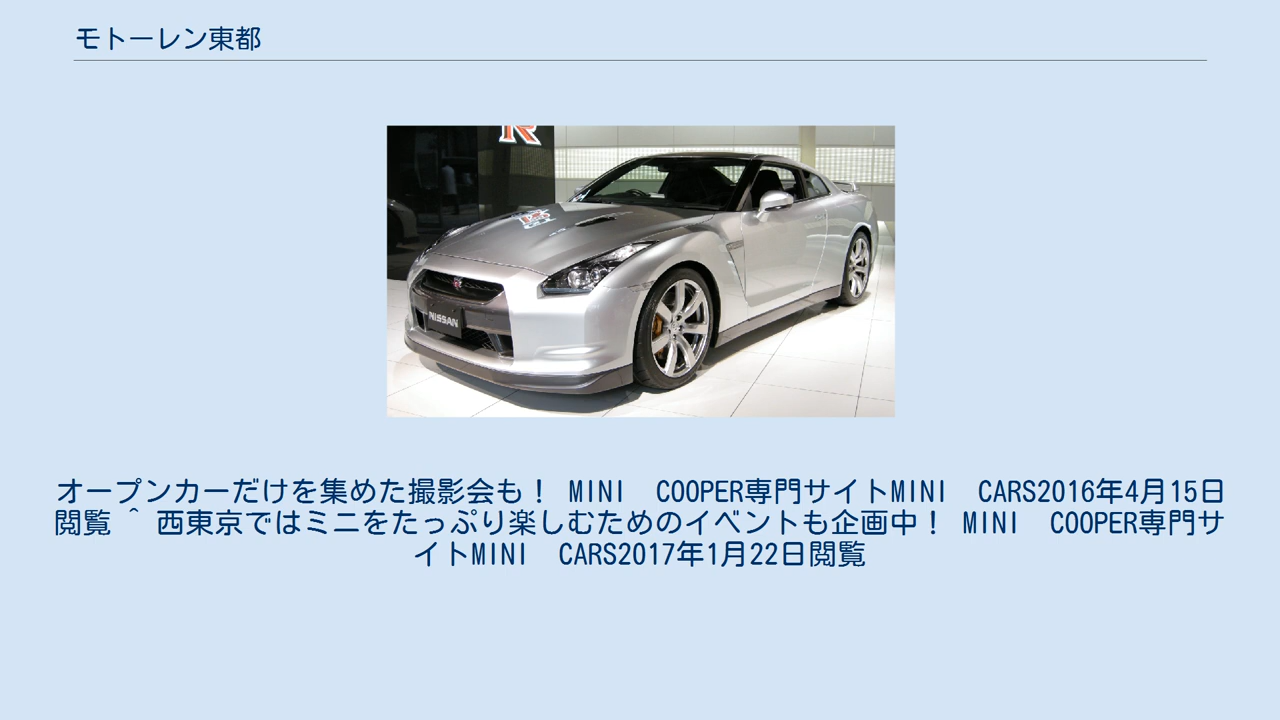 モトーレン東都
R
NISSAN
オープンカーだけを集めた撮影会も！ MINI　COOPER専門サイトMINI　CARS2016年4月15日
閲覧 ^ 西東京ではミニをたっぷり楽しむためのイベントも企画中！ MINI　COOPER専門サ
イトMINI　CARS2017年1月22日閲覧